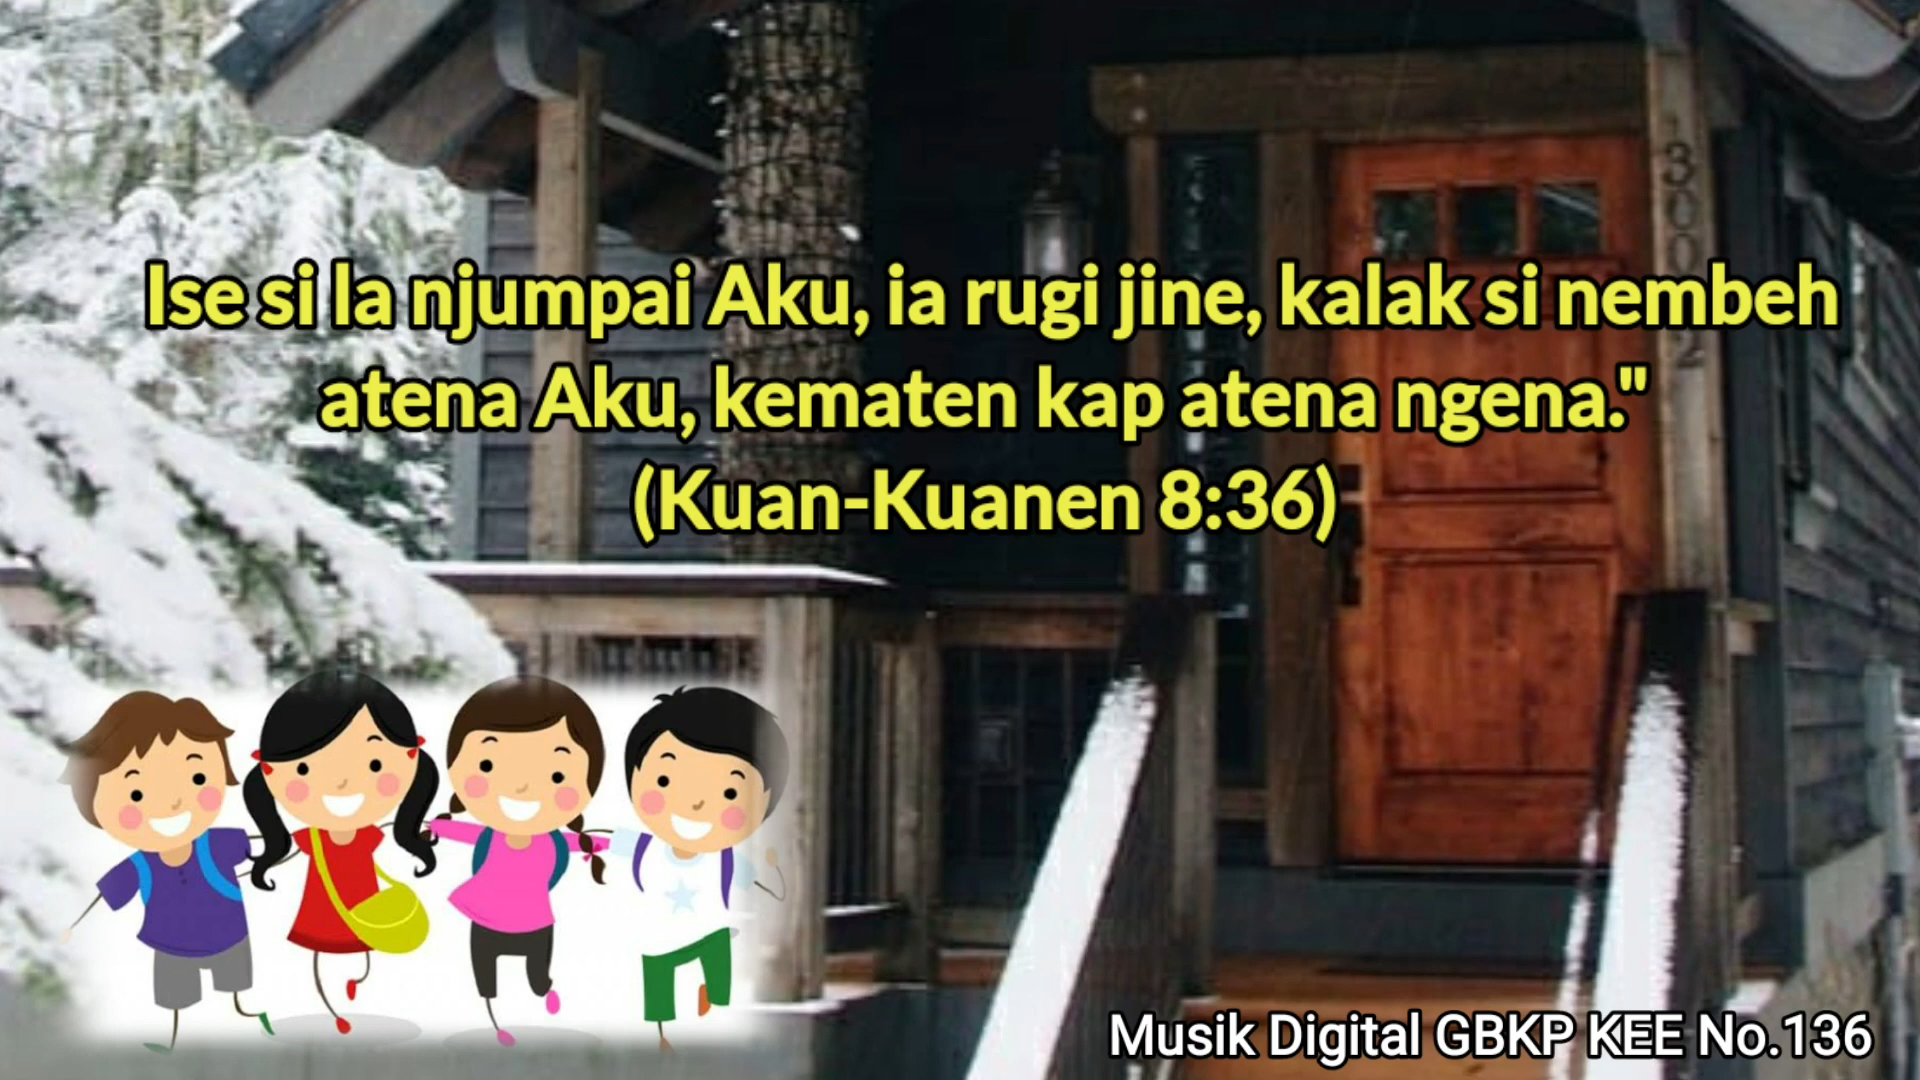 Ise si la njumpai Aku, ia rugi jine, kalak si nembeh
atena Aku, kematen kap atena ngena."
(Kuan-Kuanen 8:36)
3002
Musik Digital GBKP KEE No.136